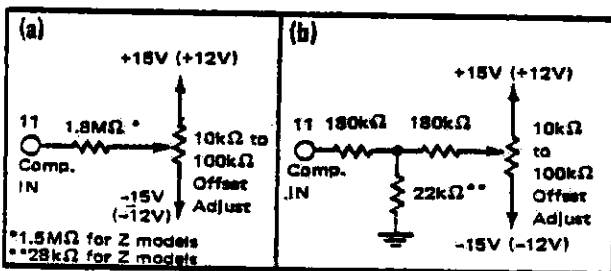 (a)
+15V (+12V)
11
1.8MΩ *
Comp.
IN
10kΩ to
100kΩ
Offset
Adjust
-15V
(-12V)
*1.5MΩ for Z models
**28kΩ for Z models
(b)
+15V (+12V)
11 180kΩ 180kΩ
Comp.
IN
22kΩ**
10kΩ
to
100kΩ
Offset
Adjust
-15V (-12V)